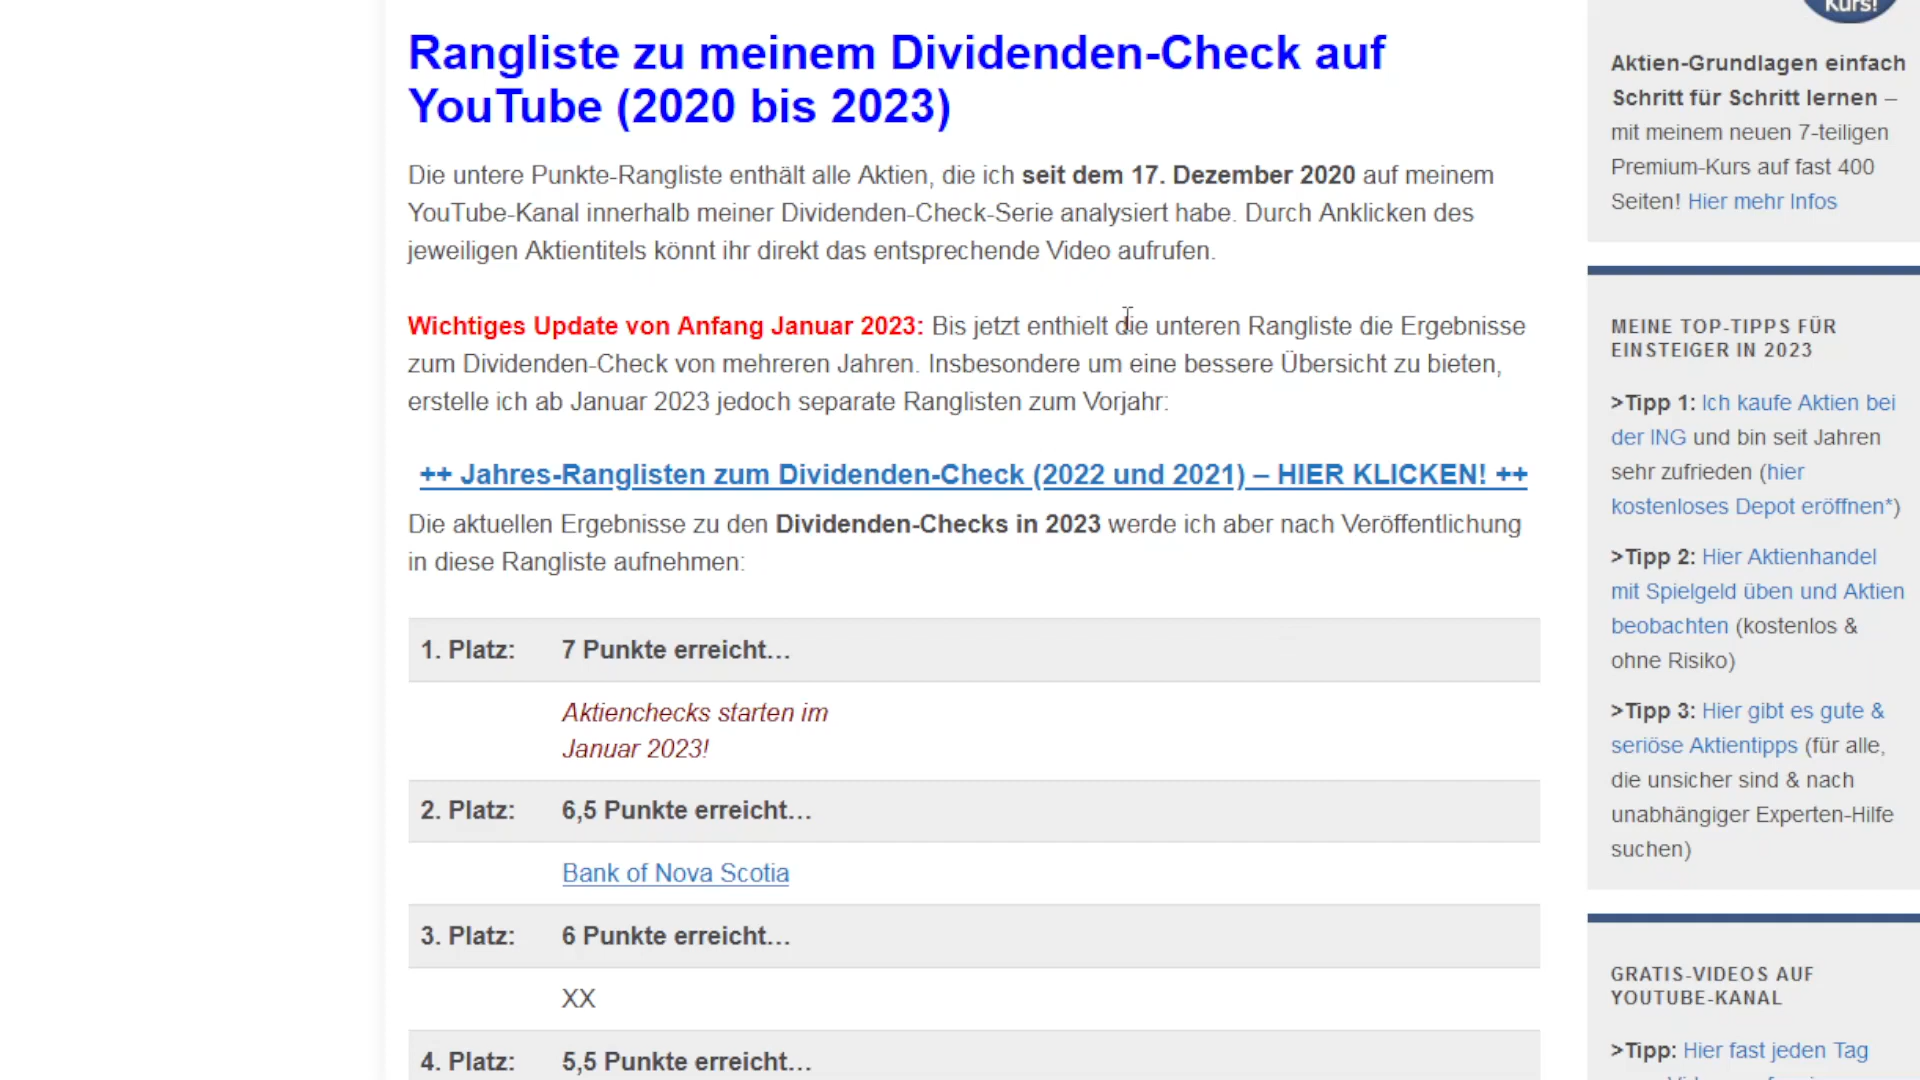 Rangliste zu meinem Dividenden-Check auf
YouTube (2020 bis 2023)
Die untere Punkte-Rangliste enthält alle Aktien, die ich seit dem 17. Dezember 2020 auf meinem
YouTube-Kanal innerhalb meiner Dividenden-Check-Serie analysiert habe. Durch Anklicken des
jeweiligen Aktientitels könnt ihr direkt das entsprechende Video aufrufen.
Wichtiges Update von Anfang Januar 2023: Bis jetzt enthielt die unteren Rangliste die Ergebnisse
zum Dividenden-Check von mehreren Jahren. Insbesondere um eine bessere Übersicht zu bieten,
erstelle ich ab Januar 2023 jedoch separate Ranglisten zum Vorjahr:
++ Jahres-Ranglisten zum Dividenden-Check (2022 und 2021) – HIER KLICKEN! ++
Die aktuellen Ergebnisse zu den Dividenden-Checks in 2023 werde ich aber nach Veröffentlichung
in diese Rangliste aufnehmen:
1. Platz: 7 Punkte erreicht…
Aktienchecks starten im
Januar 2023!
2. Platz: 6,5 Punkte erreicht…
Bank of Nova Scotia
3. Platz: 6 Punkte erreicht…
XX
4. Platz: 5,5 Punkte erreicht…
Kurs!
Aktien-Grundlagen einfach
Schritt für Schritt lernen –
mit meinem neuen 7-teiligen
Premium-Kurs auf fast 400
Seiten! Hier mehr Infos
MEINE TOP-TIPPS FÜR
EINSTEIGER IN 2023
>Tipp 1: Ich kaufe Aktien bei
der ING und bin seit Jahren
sehr zufrieden (hier
kostenloses Depot eröffnen*)
>Tipp 2: Hier Aktienhandel
mit Spielgeld üben und Aktien
beobachten (kostenlos &
ohne Risiko)
>Tipp 3: Hier gibt es gute &
seriöse Aktientipps (für alle,
die unsicher sind & nach
unabhängiger Experten-Hilfe
suchen)
GRATIS-VIDEOS AUF
YOUTUBE-KANAL
>Tipp: Hier fast jeden Tag